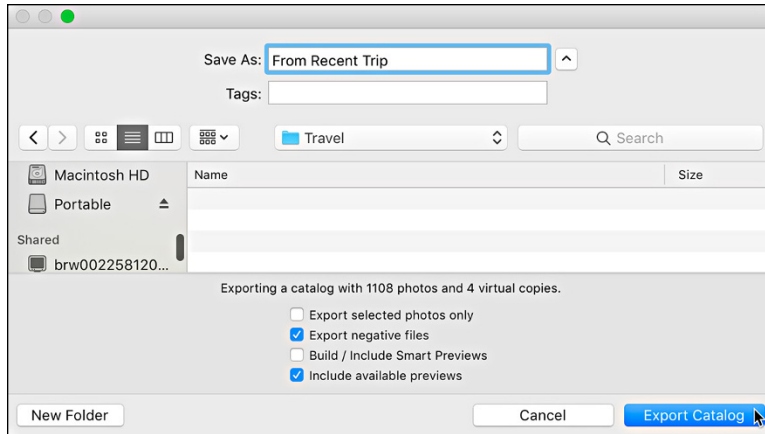 Save As: From Recent Trip
Tags:
Travel
Search
Macintosh HD
Name
Size
Portable
Shared
brw002258120...
Exporting a catalog with 1108 photos and 4 virtual copies.
Export selected photos only
Export negative files
Build / Include Smart Previews
Include available previews
New Folder
Cancel
Export Catalog